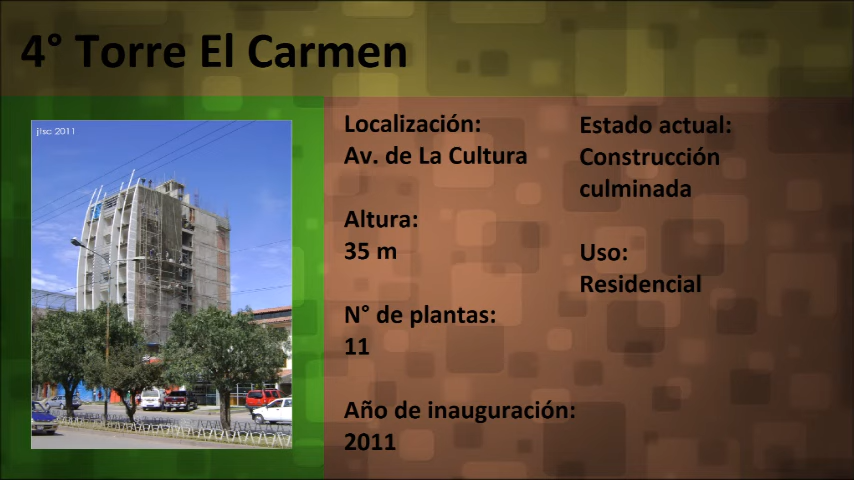 4° Torre El Carmen
jtsc 2011
Localización:
Av. de La Cultura
Altura:
35 m
N° de plantas:
11
Año de inauguración:
2011
Estado actual:
Construcción
culminada
Uso:
Residencial